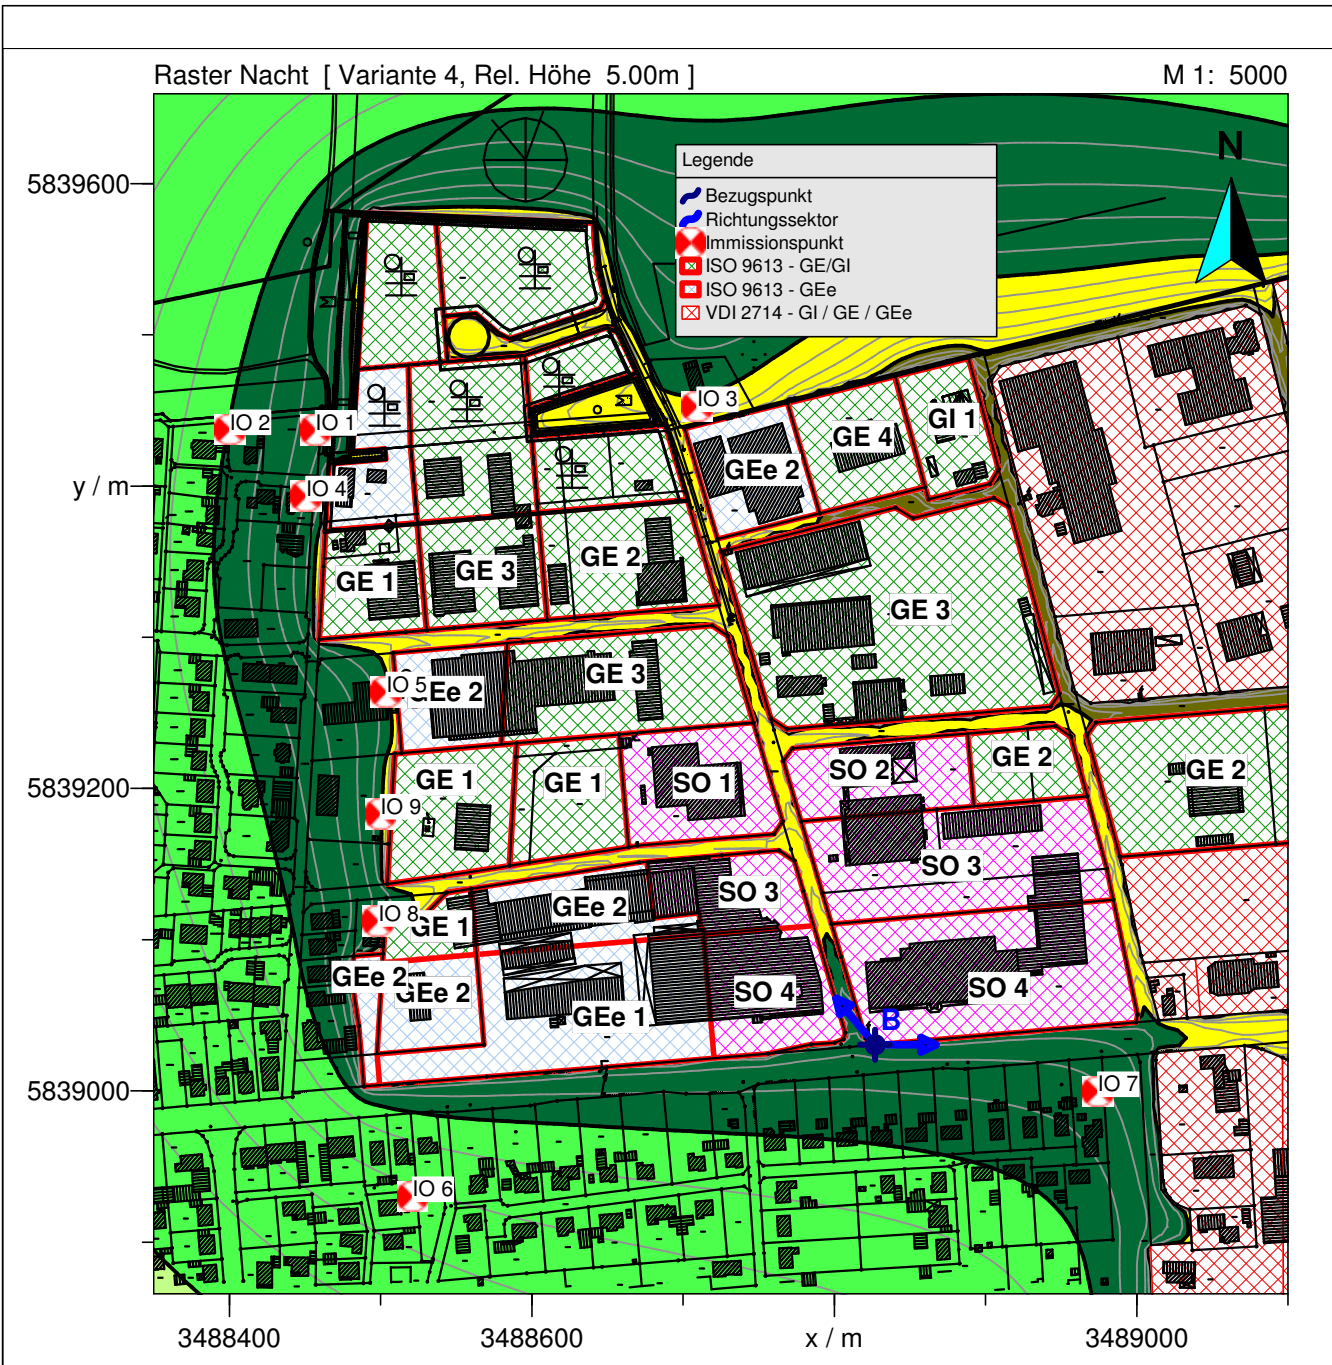 Raster Nacht [ Variante 4, Rel. Höhe 5.00m ]
M 1: 5000
N
Legende
Bezugspunkt
Richtungssektor
Immissionspunkt
ISO 9613 - GE/GI
ISO 9613 - GEe
VDI 2714 - GI / GE / GEe
5839600
y / m
5839200
5839000
IO 2
IO 1
IO 3
IO 4
GI 1
GE 4
GEe 2
GE 1
GE 3
GE 2
GE 3
IO 5
GEe 2
GE 3
GE 1
GE 1
SO 1
SO 2
GE 2
GE 2
IO 9
SO 3
GEe 2
SO 3
IO 8
GE 1
GEe 2
GEe 2
GEe 1
SO 4
SO 4
B
IO 7
IO 6
3488400
3488600
x / m
3489000